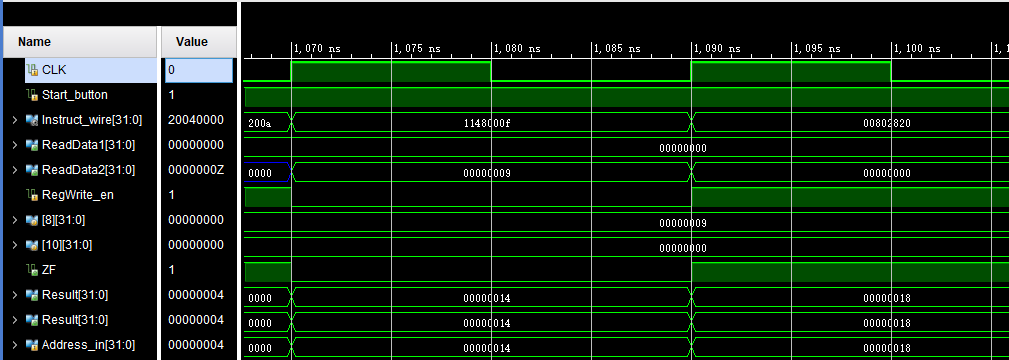 1,070 ns 1,075 ns 1,080 ns 1,085 ns 1,090 ns 1,095 ns 1,100 ns 1,1
Name Value
CLK 0
Start_button 1
Instruct_wire[31:0] 20040000 200a 1148000f 00802820
ReadData1[31:0] 00000000 00000000
ReadData2[31:0] 0000000Z 0000 00000009 00000000
RegWrite_en 1
[8][31:0] 00000000 00000009
[10][31:0] 00000000 00000000
ZF 1
Result[31:0] 00000004 0000 00000014 00000018
Result[31:0] 00000004 0000 00000014 00000018
Address_in[31:0] 00000004 0000 00000014 00000018